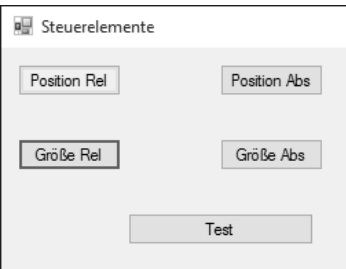 Steuerelemente
Position Rel
Position Abs
Größe Rel
Größe Abs
Test